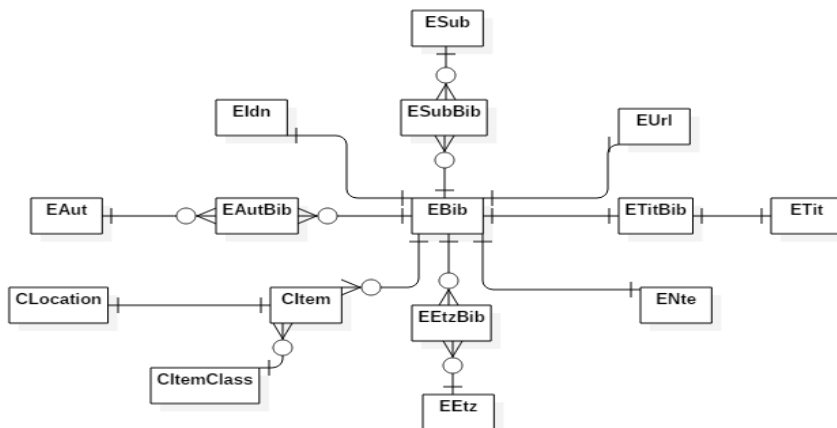 ESub
EIdn
ESubBib
EUrl
EAut
EAutBib
EBib
ETitBib
ETit
CLocation
CItem
EEtzBib
ENte
CItemClass
EEtz